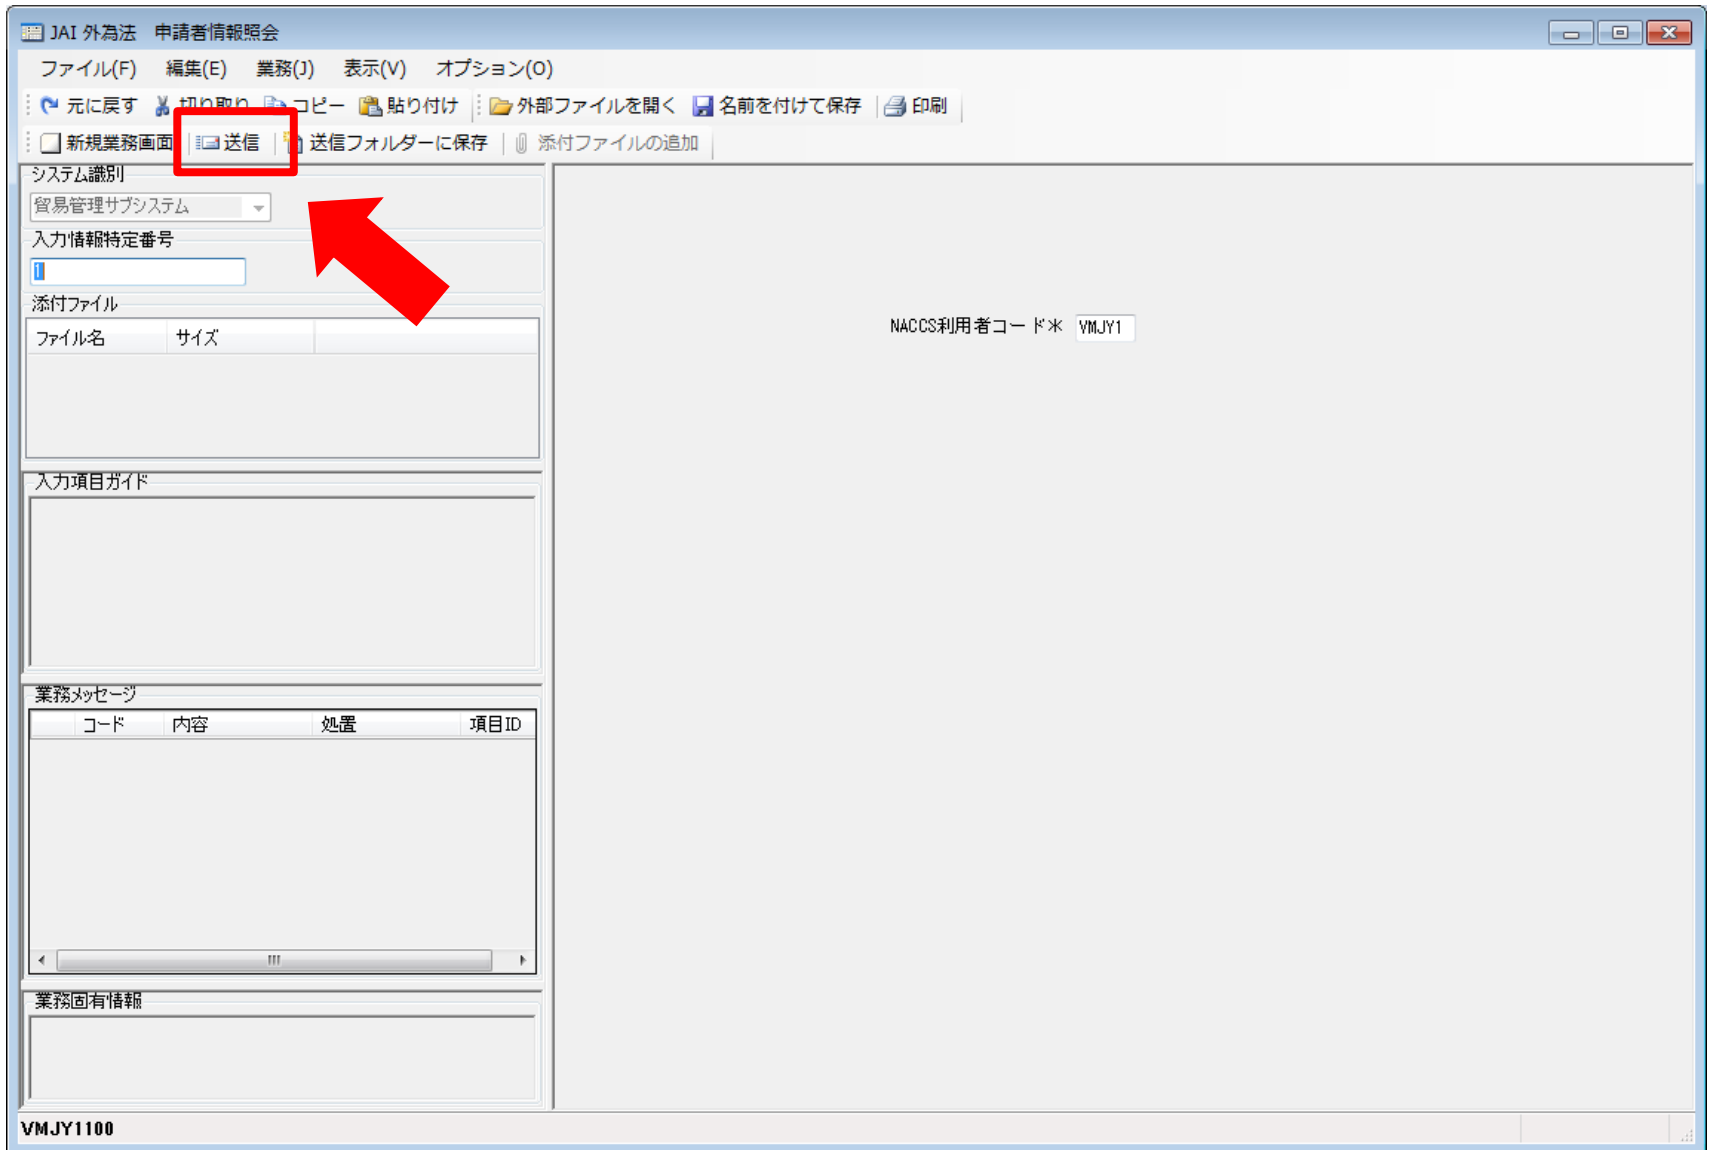 JAI 外為法　申請者情報照会
ファイル(F) 編集(E) 業務(J) 表示(V) オプション(O)
元に戻す 切り取り コピー 貼り付け 外部ファイルを開く 名前を付けて保存 印刷
新規業務画面 送信 送信フォルダーに保存 添付ファイルの追加
システム識別
貿易管理サブシステム
入力情報特定番号
1
添付ファイル
ファイル名 サイズ
NACCS利用者コード＊ VMJY1
入力項目ガイド
業務メッセージ
コード 内容 処置 項目ID
業務固有情報
VMJY1100